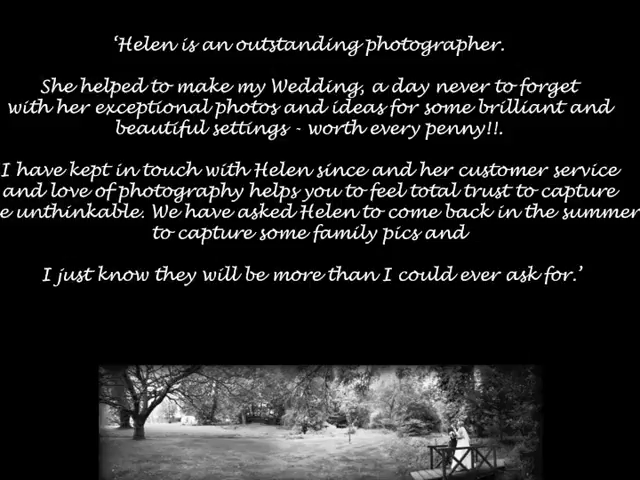 ‘Helen is an outstanding photographer.
She helped to make my Wedding, a day never to forget
with her exceptional photos and ideas for some brilliant and
beautiful settings - worth every penny!!.
I have kept in touch with Helen since and her customer service
and love of photography helps you to feel total trust to capture
e unthinkable. We have asked Helen to come back in the summer
to capture some family pics and
I just know they will be more than I could ever ask for.’